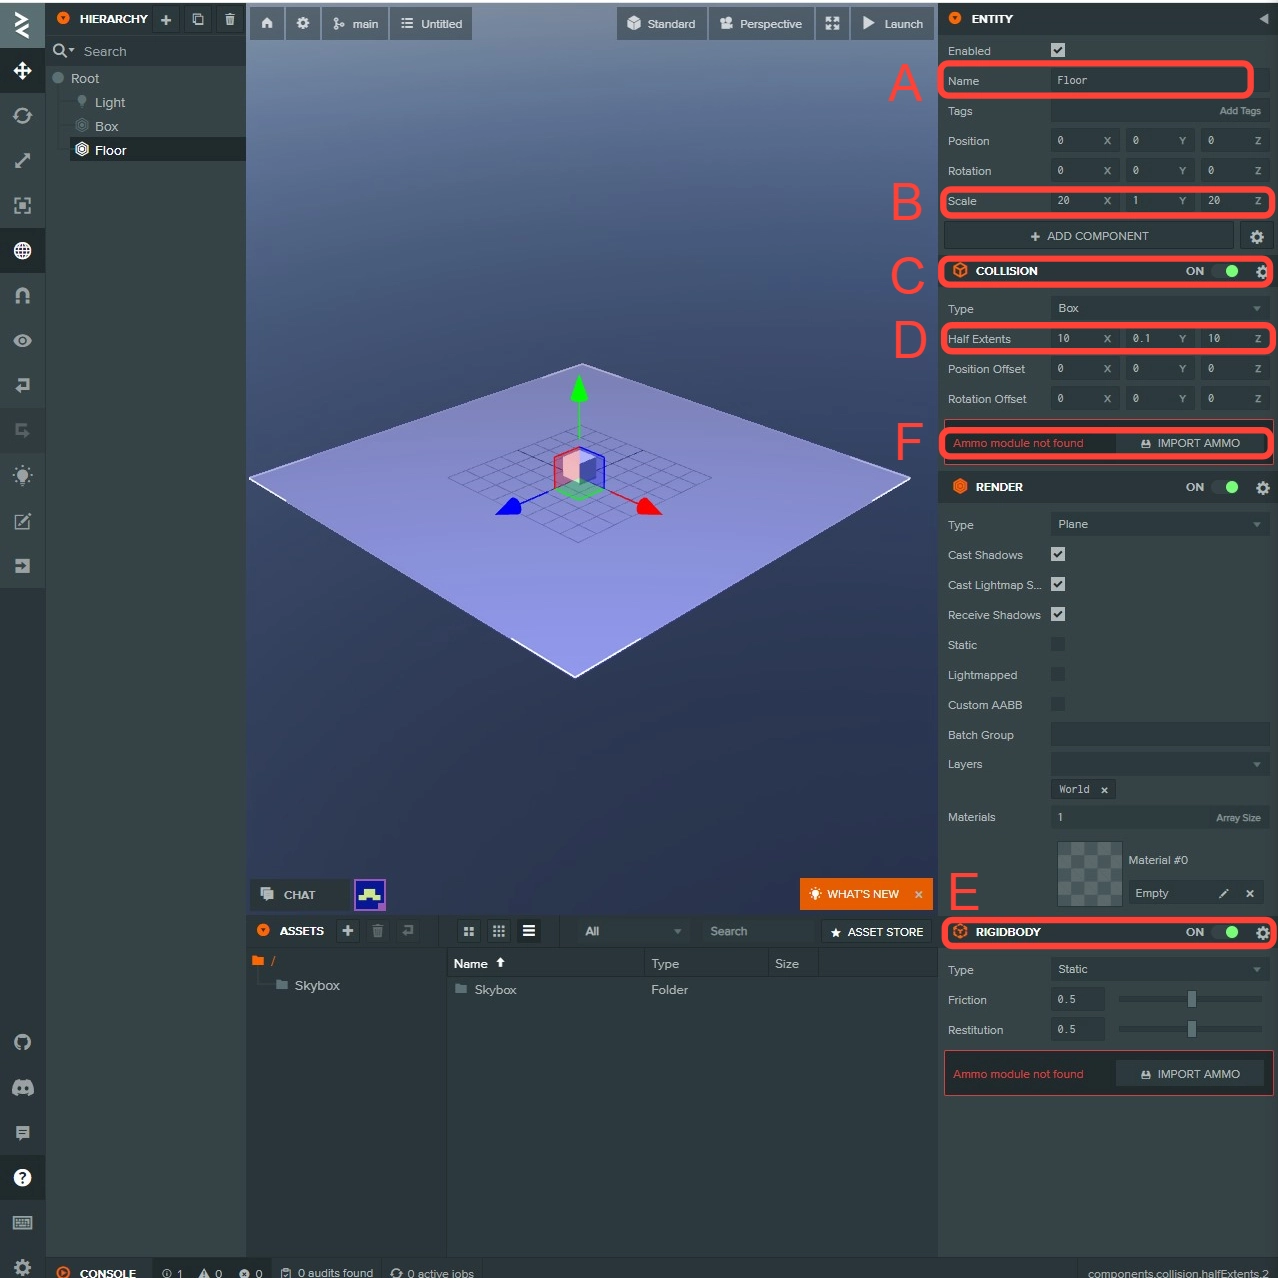 HIERARCHY
Search
Root
Light
Box
Floor
main
Untitled
Standard
Perspective
Launch
CHAT
WHAT'S NEW ×
ASSETS
All
Search
ASSET STORE
/
Skybox
Name Type Size
Skybox Folder
ENTITY
Enabled
A
Name Floor
Tags Add Tags
Position 0 X 0 Y 0 Z
Rotation 0 X 0 Y 0 Z
B
Scale 20 X 1 Y 20 Z
+ ADD COMPONENT
C
COLLISION ON
Type Box
D
Half Extents 10 X 0.1 Y 10 Z
Position Offset 0 X 0 Y 0 Z
Rotation Offset 0 X 0 Y 0 Z
F
Ammo module not found IMPORT AMMO
RENDER ON
Type Plane
Cast Shadows
Cast Lightmap S...
Receive Shadows
Static
Lightmapped
Custom AABB
Batch Group
Layers
World ×
Materials 1 Array Size
Material #0
Empty ×
E
RIGIDBODY ON
Type Static
Friction 0.5
Restitution 0.5
Ammo module not found IMPORT AMMO
CONSOLE 1 0 0 0 audits found 0 active jobs
components.collision.halfExtents.2